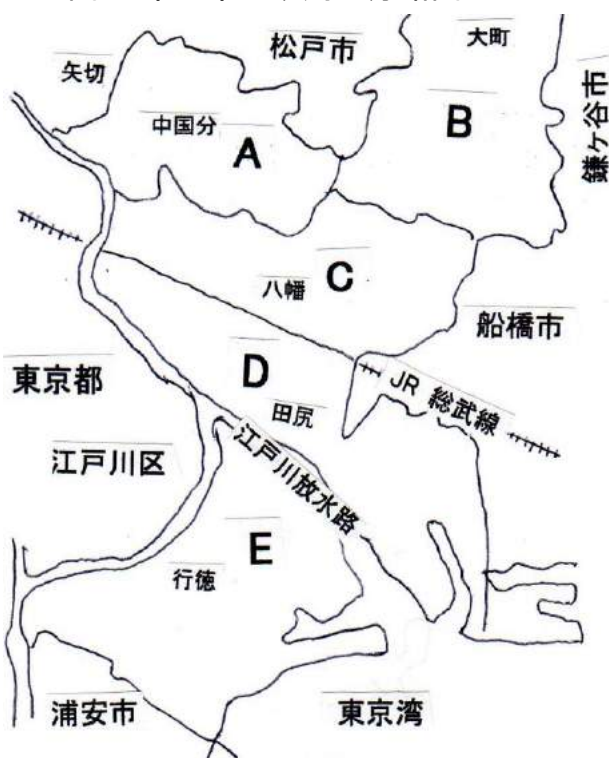 松戸市
大町
矢切
鎌ヶ谷市
中国分
A
B
八幡
C
船橋市
東京都
D
JR 総武線
田尻
江戸川放水路
江戸川区
E
行徳
浦安市
東京湾